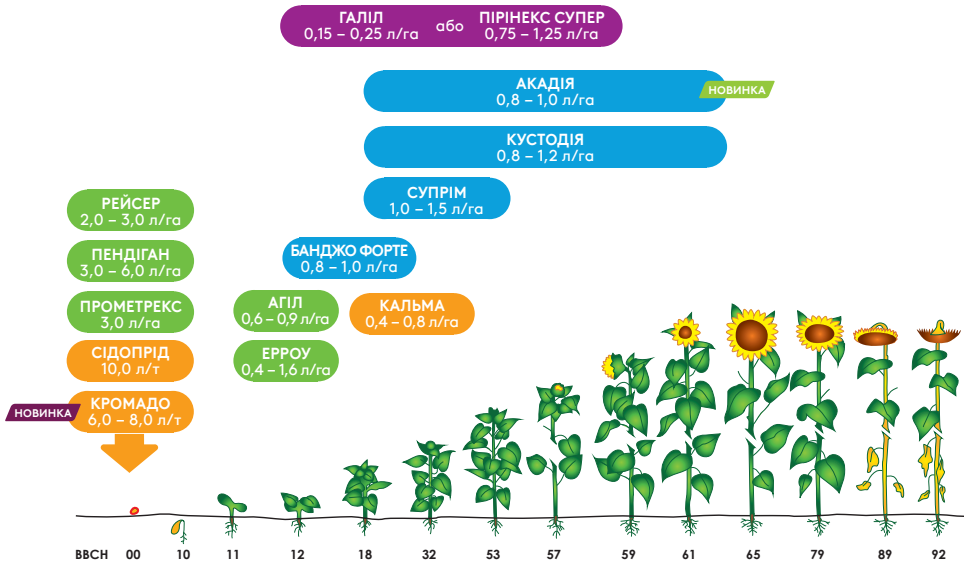 ГАЛІЛ
0,15 – 0,25 л/га
або
ПІРІНЕКС СУПЕР
0,75 – 1,25 л/га
АКАДІЯ
0,8 – 1,0 л/га
НОВИНКА
КУСТОДІЯ
0,8 – 1,2 л/га
СУПРІМ
1,0 – 1,5 л/га
РЕЙСЕР
2,0 – 3,0 л/га
БАНДЖО ФОРТЕ
0,8 – 1,0 л/га
ПЕНДІГАН
3,0 – 6,0 л/га
ПРОМЕТРЕКС
3,0 л/га
АГІЛ
0,6 – 0,9 л/га
КАЛЬМА
0,4 – 0,8 л/га
СІДОПРІД
10,0 л/т
ЕРРОУ
0,4 – 1,6 л/га
НОВИНКА
КРОМАДО
6,0 – 8,0 л/т
ВВСН 00 10 11 12 18 32 53 57 59 61 65 79 89 92